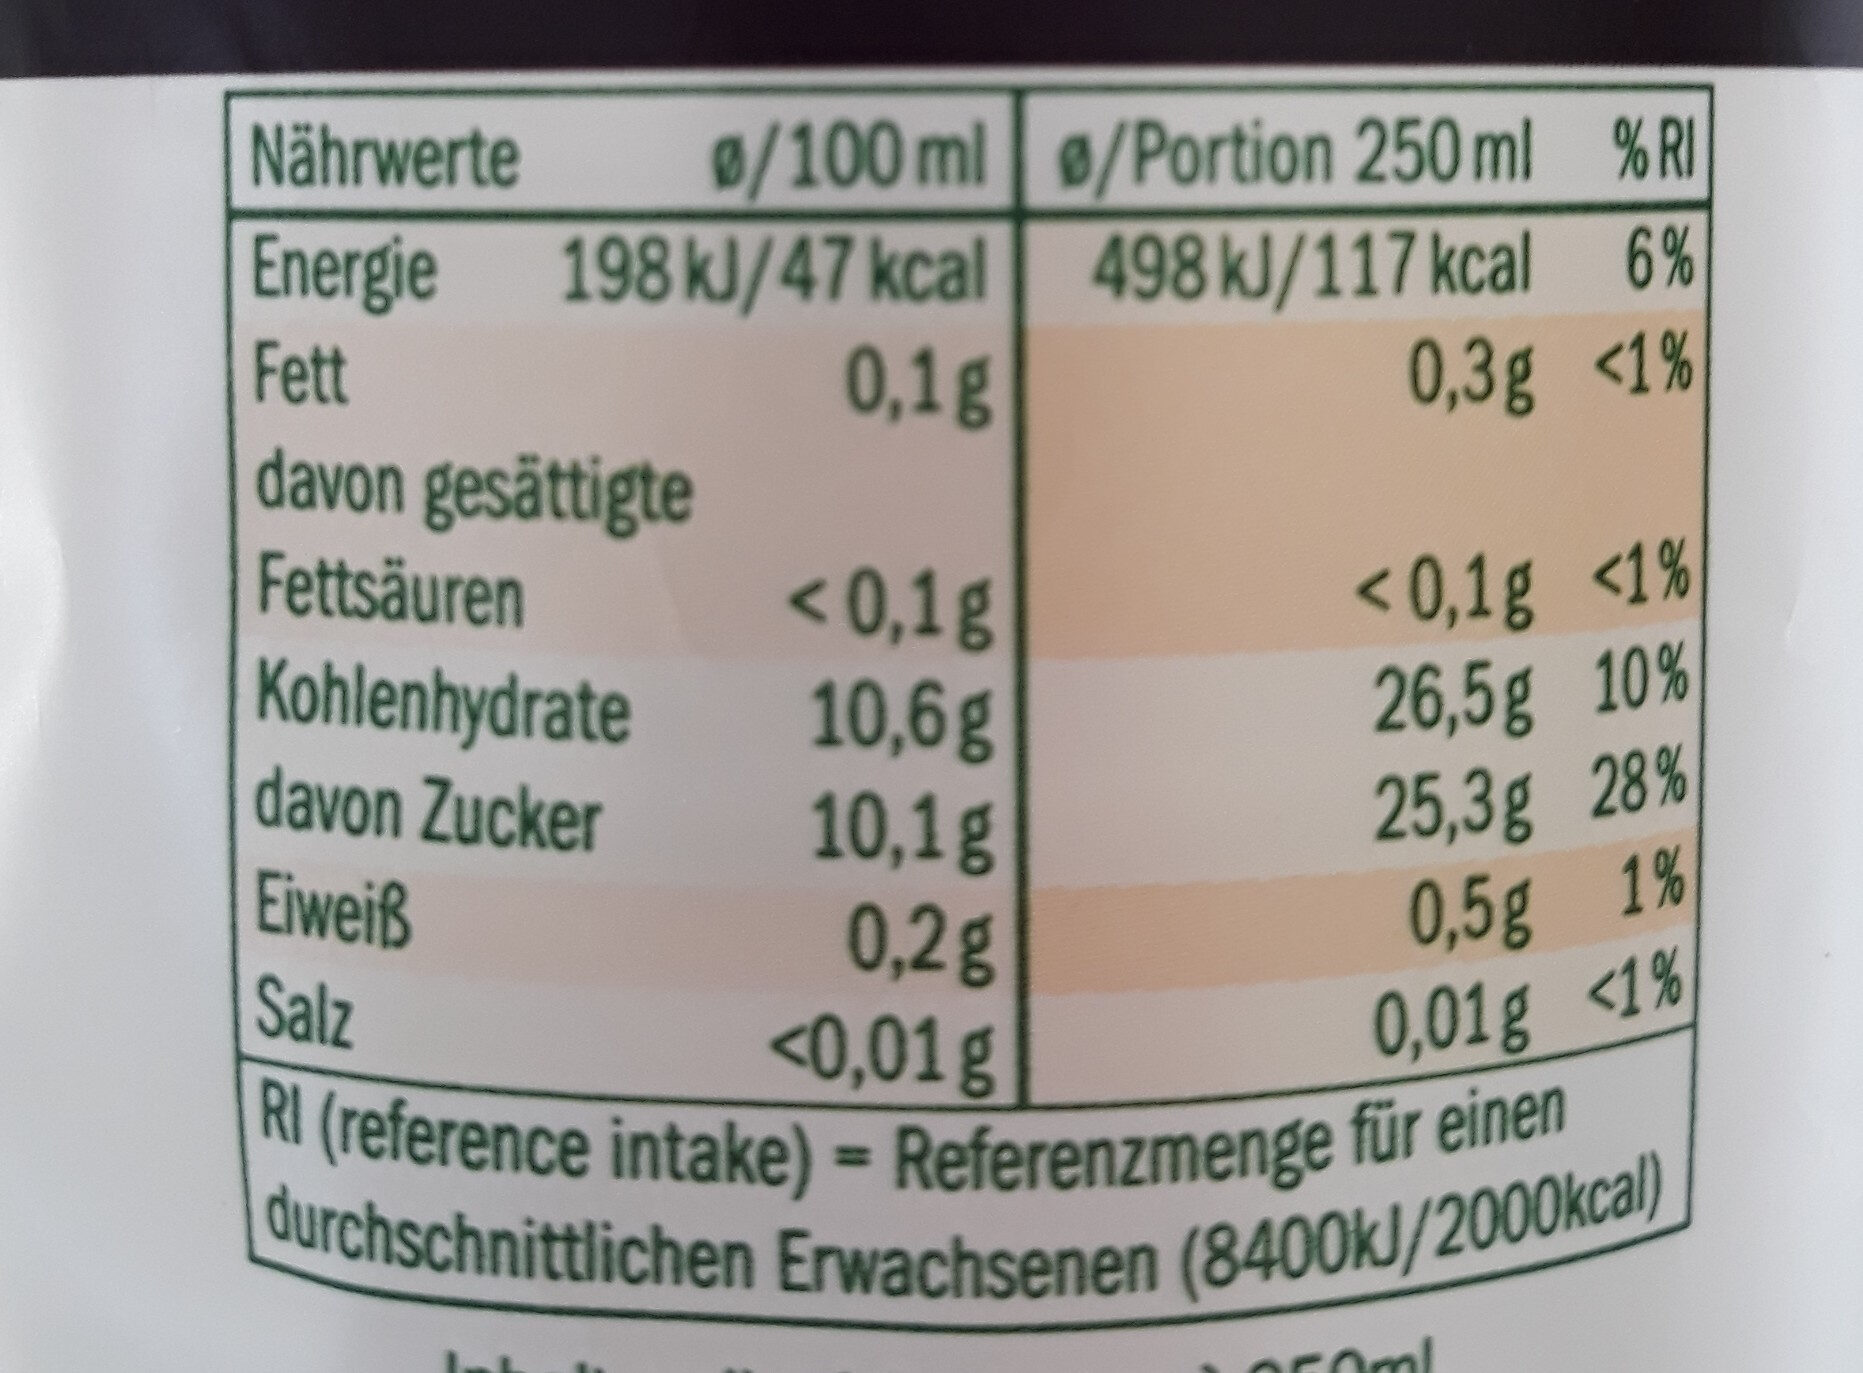 Nährwerte ø/100 ml ø/Portion 250 ml % RI
Energie 198 kJ/47 kcal 498 kJ/117 kcal 6%
Fett 0,1 g 0,3 g <1%
davon gesättigte
Fettsäuren < 0,1 g < 0,1 g <1%
Kohlenhydrate 10,6 g 26,5 g 10%
davon Zucker 10,1 g 25,3 g 28%
Eiweiß 0,2 g 0,5 g 1%
Salz <0,01 g 0,01 g <1%
RI (reference intake) = Referenzmenge für einen
durchschnittlichen Erwachsenen (8400kJ/2000kcal)